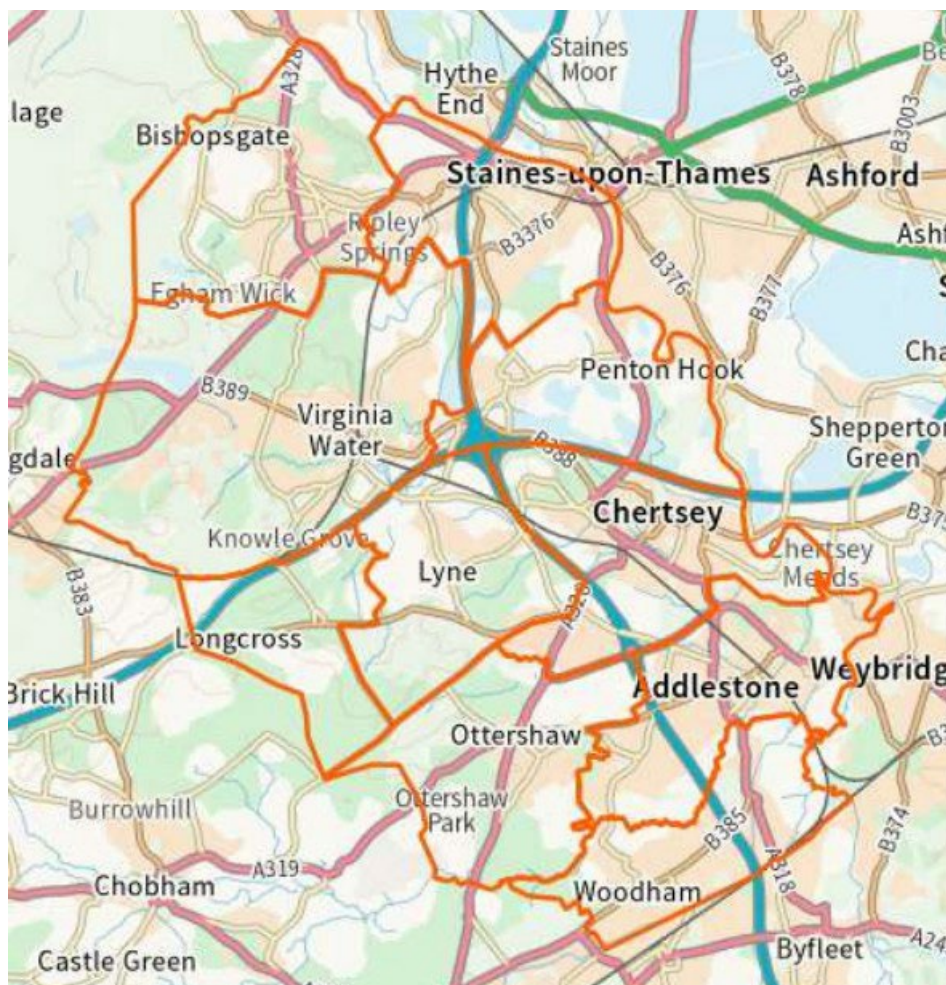 Staines
Moor
A328
Hythe
End
B378
Be
lage
Bishopsgate
B3003
Staines-upon-Thames
Ashford
Ripley
Springs
B3376
Ashf
B376
B377
Egham Wick
S
Penton Hook
Cha
B389
Virginia
Water
Shepperton
Green
gdale
B388
Chertsey
B37
Knowle Grove
Chertsey
Meads
Lyne
B383
A320
Longcross
Weybridg
Brick Hill
Addlestone
Ottershaw
B3
Burrowhill
Ottershaw
Park
B385
B374
A319
A318
Chobham
Woodham
A24
Byfleet
Castle Green